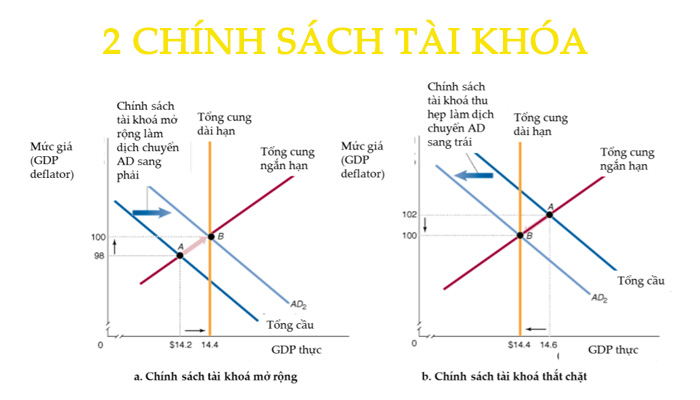 2 CHÍNH SÁCH TÀI KHÓA
Chính sách
tài khoá mở
rộng làm
dịch chuyển
AD sang
phải
Tổng cung
dài hạn
Mức giá
(GDP
deflator)
Tổng cung
ngắn hạn
100
98
A
B
AD2
Tổng cầu
0
$14.2
14.4
GDP thực
a. Chính sách tài khoá mở rộng
Chính sách
tài khoá thu
hẹp làm dịch
chuyển AD
sang trái
Tổng cung
dài hạn
Mức giá
(GDP
deflator)
Tổng cung
ngắn hạn
102
100
A
B
Tổng cầu
AD2
0
$14.4
14.6
GDP thực
b. Chính sách tài khoá thắt chặt